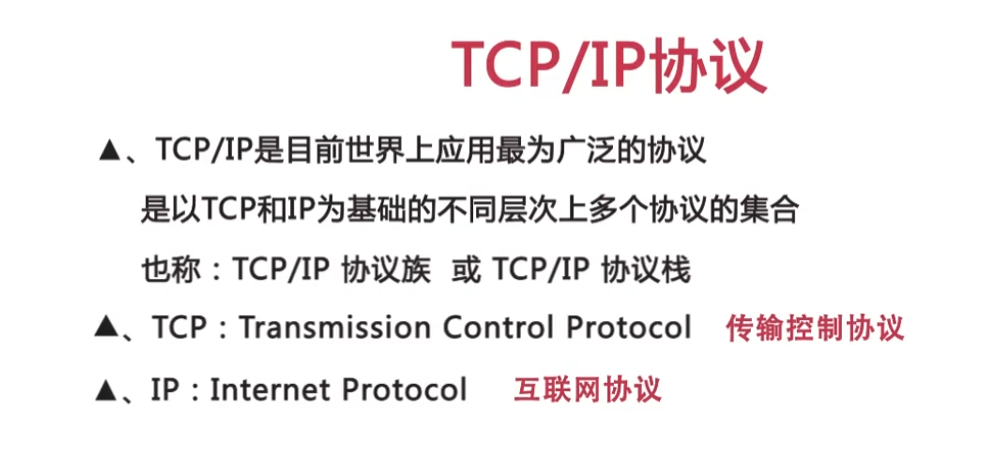 TCP/IP协议
▲、TCP/IP是目前世界上应用最为广泛的协议
是以TCP和IP为基础的不同层次上多个协议的集合
也称：TCP/IP 协议族 或 TCP/IP 协议栈
▲、TCP：Transmission Control Protocol 传输控制协议
▲、IP：Internet Protocol 互联网协议